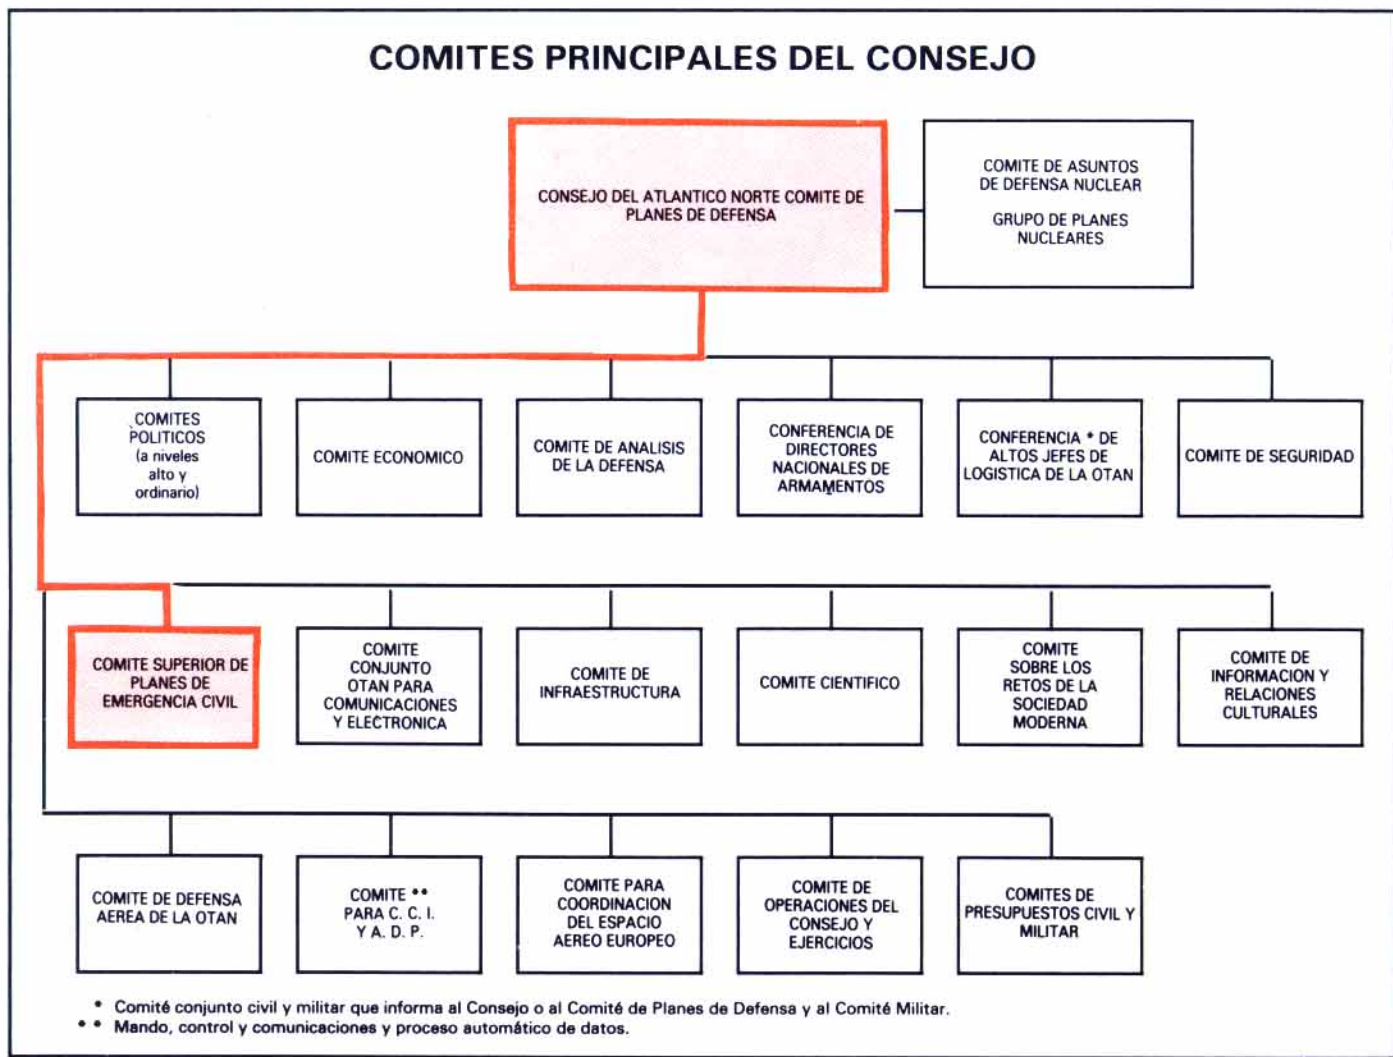 COMITES PRINCIPALES DEL CONSEJO
CONSEJO DEL ATLANTICO NORTE COMITE DE
PLANES DE DEFENSA
COMITE DE ASUNTOS
DE DEFENSA NUCLEAR
GRUPO DE PLANES
NUCLEARES
COMITES
POLITICOS
(a niveles
alto y
ordinario)
COMITE ECONOMICO
COMITE DE ANALISIS
DE LA DEFENSA
CONFERENCIA DE
DIRECTORES
NACIONALES DE
ARMAMENTOS
CONFERENCIA * DE
ALTOS JEFES DE
LOGISTICA DE LA OTAN
COMITE DE SEGURIDAD
COMITE SUPERIOR DE
PLANES DE
EMERGENCIA CIVIL
COMITE
CONJUNTO
OTAN PARA
COMUNICACIONES
Y ELECTRONICA
COMITE DE
INFRAESTRUCTURA
COMITE CIENTIFICO
COMITE
SOBRE LOS
RETOS DE LA
SOCIEDAD
MODERNA
COMITE DE
INFORMACION Y
RELACIONES
CULTURALES
COMITE DE DEFENSA
AEREA DE LA OTAN
COMITE **
PARA C. C. I.
Y A. D. P.
COMITE PARA
COORDINACION
DEL ESPACIO
AEREO EUROPEO
COMITE DE
OPERACIONES DEL
CONSEJO Y
EJERCICIOS
COMITES DE
PRESUPUESTOS CIVIL Y
MILITAR
* Comité conjunto civil y militar que informa al Consejo o al Comité de Planes de Defensa y al Comité Militar.
** Mando, control y comunicaciones y proceso automático de datos.